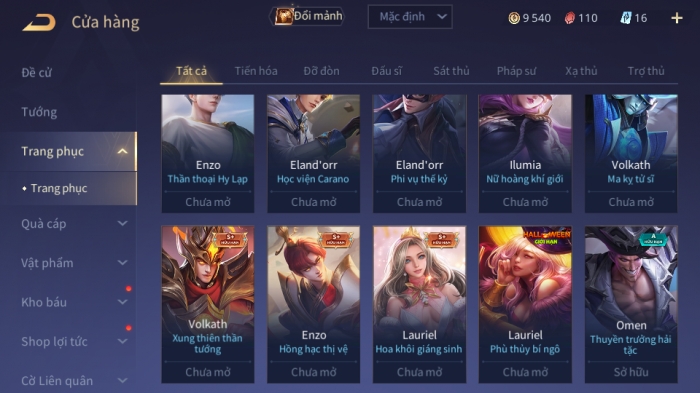 Cửa hàng
Đổi mảnh
Mặc định
9 540
110
16
Đề cử
Tướng
Trang phục
Trang phục
Quà cáp
Vật phẩm
Kho báu
Shop lợi tức
Cờ Liên quân
Tất cả
Tiến hóa
Đỡ đòn
Đấu sĩ
Sát thủ
Pháp sư
Xạ thủ
Trợ thủ
Enzo
Thần thoại Hy Lạp
Chưa mở
Eland'orr
Học viện Carano
Chưa mở
Eland'orr
Phi vụ thế kỷ
Chưa mở
Ilumia
Nữ hoàng khí giới
Chưa mở
Volkath
Ma kỵ tử sĩ
Chưa mở
S+
HỮU HẠN
Volkath
Xung thiên thần
tướng
Chưa mở
S+
HỮU HẠN
Enzo
Hồng hạc thị vệ
Chưa mở
S+
HỮU HẠN
Lauriel
Hoa khôi giáng sinh
Chưa mở
HALLOWEEN
GIỚI HẠN
Lauriel
Phù thủy bí ngô
Chưa mở
A
HỮU HẠN
Omen
Thuyền trưởng hải
tặc
Sở hữu